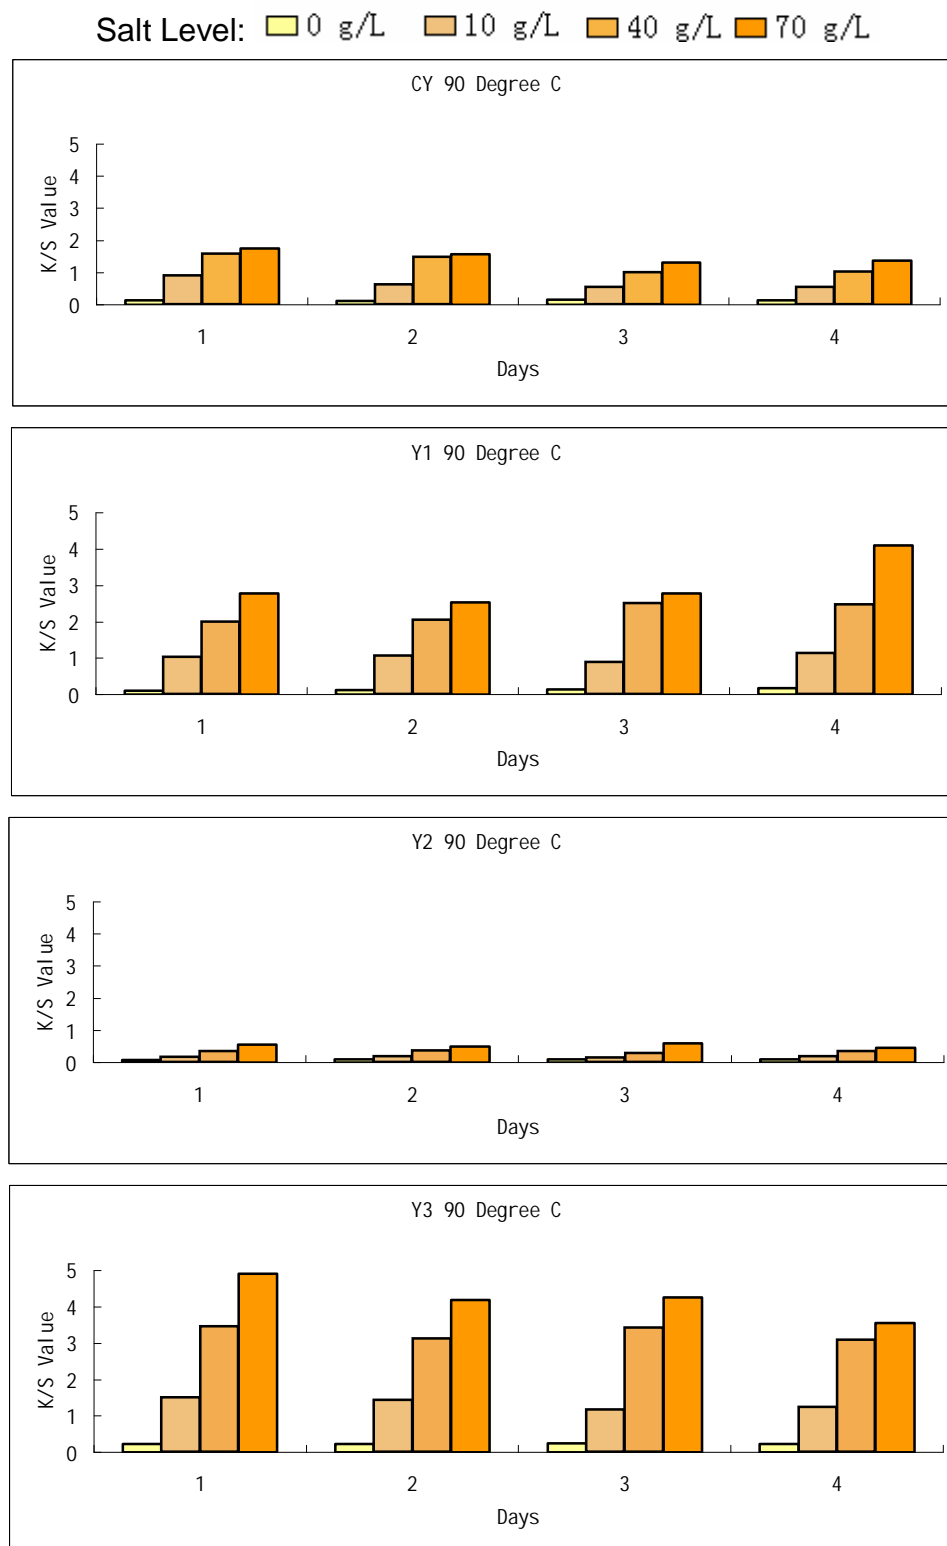 Salt Level: 0 g/L 10 g/L 40 g/L 70 g/L
CY 90 Degree C
5
4
3
2
1
0
K/S Value
1 2 3 4
Days
Y1 90 Degree C
5
4
3
2
1
0
K/S Value
1 2 3 4
Days
Y2 90 Degree C
5
4
3
2
1
0
K/S Value
1 2 3 4
Days
Y3 90 Degree C
5
4
3
2
1
0
K/S Value
1 2 3 4
Days